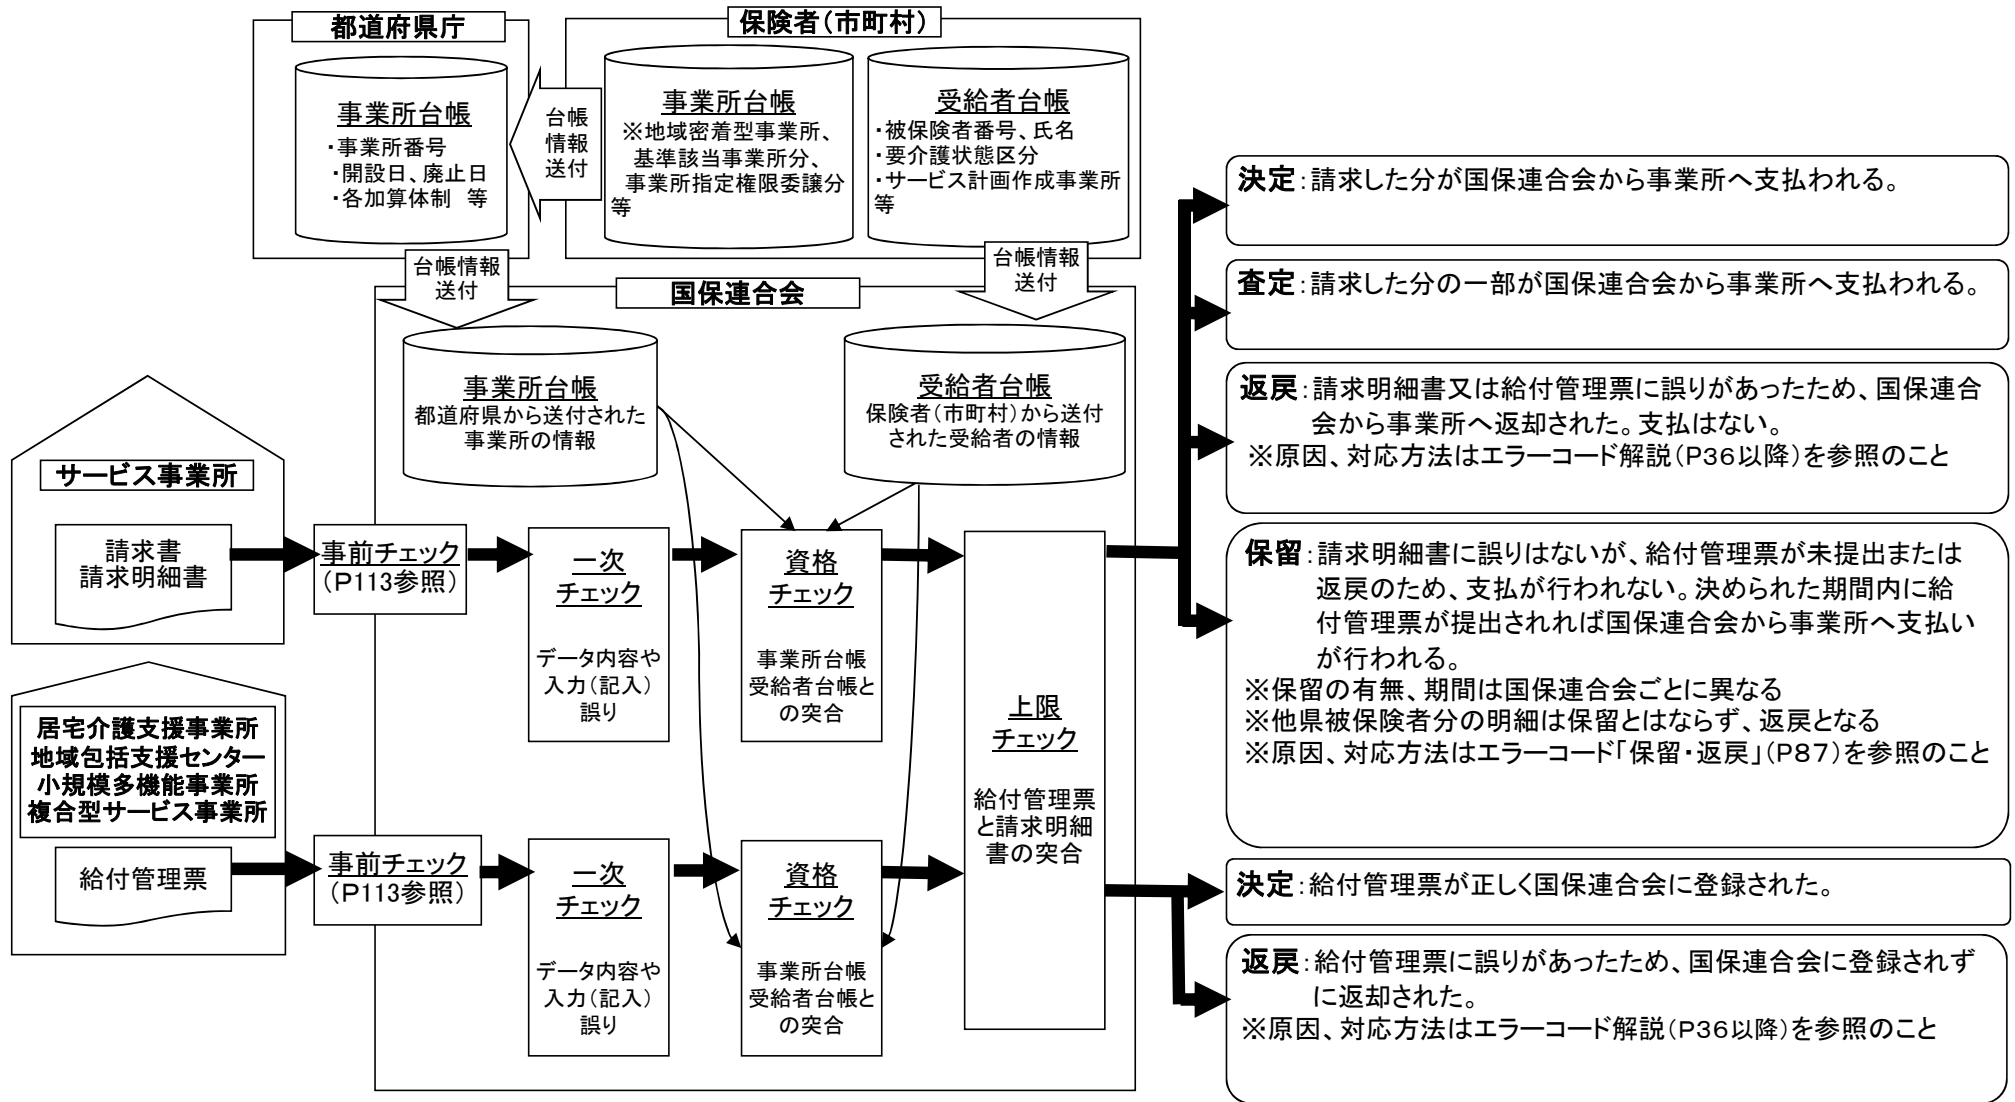 都道府県庁
事業所台帳
・事業所番号
・開設日、廃止日
・各加算体制　等
台帳
情報
送付
保険者（市町村）
事業所台帳
※地域密着型事業所、
基準該当事業所分、
事業所指定権限委譲分
等
受給者台帳
・被保険者番号、氏名
・要介護状態区分
・サービス計画作成事業所
等
台帳情報
送付
台帳情報
送付
国保連合会
事業所台帳
都道府県から送付された
事業所の情報
受給者台帳
保険者（市町村）から送付
された受給者の情報
サービス事業所
請求書
請求明細書
事前チェック
（P113参照）
一次
チェック
データ内容や
入力（記入）
誤り
資格
チェック
事業所台帳
受給者台帳と
の突合
居宅介護支援事業所
地域包括支援センター
小規模多機能事業所
複合型サービス事業所
給付管理票
事前チェック
（P113参照）
一次
チェック
データ内容や
入力（記入）
誤り
資格
チェック
事業所台帳
受給者台帳と
の突合
上限
チェック
給付管理票
と請求明細
書の突合
決定：請求した分が国保連合会から事業所へ支払われる。
査定：請求した分の一部が国保連合会から事業所へ支払われる。
返戻：請求明細書又は給付管理票に誤りがあったため、国保連合
会から事業所へ返却された。支払はない。
※原因、対応方法はエラーコード解説（P36以降）を参照のこと
保留：請求明細書に誤りはないが、給付管理票が未提出または
返戻のため、支払が行われない。決められた期間内に給
付管理票が提出されれば国保連合会から事業所へ支払い
が行われる。
※保留の有無、期間は国保連合会ごとに異なる
※他県被保険者分の明細は保留とはならず、返戻となる
※原因、対応方法はエラーコード「保留・返戻」（P87）を参照のこと
決定：給付管理票が正しく国保連合会に登録された。
返戻：給付管理票に誤りがあったため、国保連合会に登録されず
に返却された。
※原因、対応方法はエラーコード解説（P36以降）を参照のこと